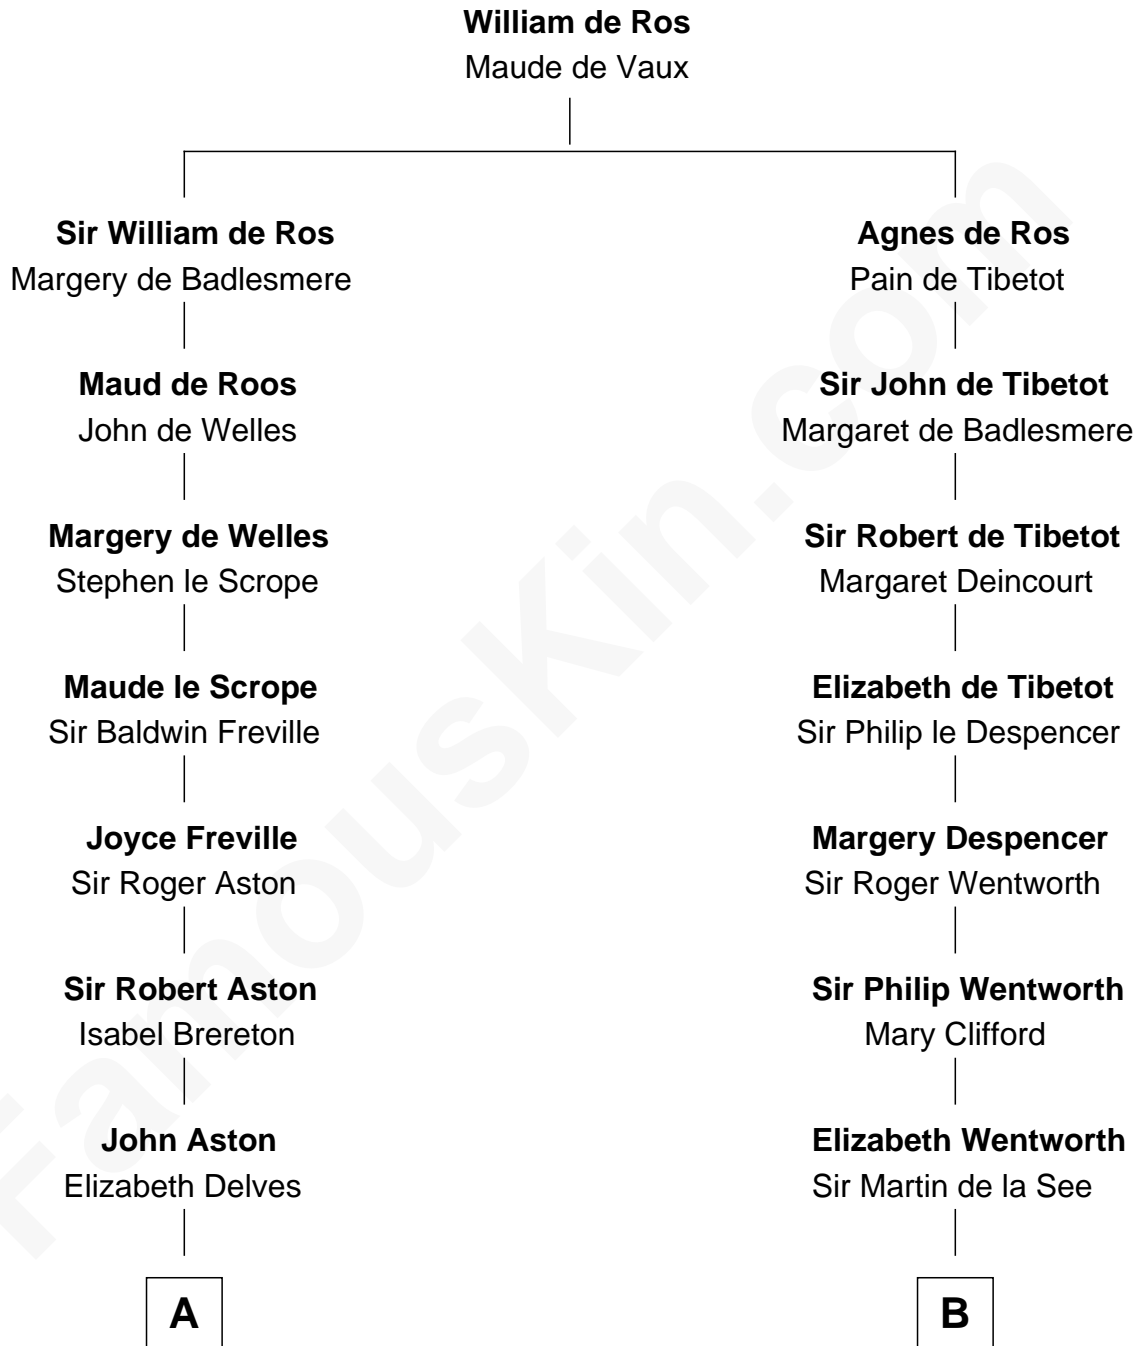 William de Ros
Maude de Vaux
Sir William de Ros
Margery de Badlesmere
Maud de Roos
John de Welles
Margery de Welles
Stephen le Scrope
Maude le Scrope
Sir Baldwin Freville
Joyce Freville
Sir Roger Aston
Sir Robert Aston
Isabel Brereton
John Aston
Elizabeth Delves
A
Agnes de Ros
Pain de Tibetot
Sir John de Tibetot
Margaret de Badlesmere
Sir Robert de Tibetot
Margaret Deincourt
Elizabeth de Tibetot
Sir Philip le Despencer
Margery Despencer
Sir Roger Wentworth
Sir Philip Wentworth
Mary Clifford
Elizabeth Wentworth
Sir Martin de la See
B
FamousKin.com